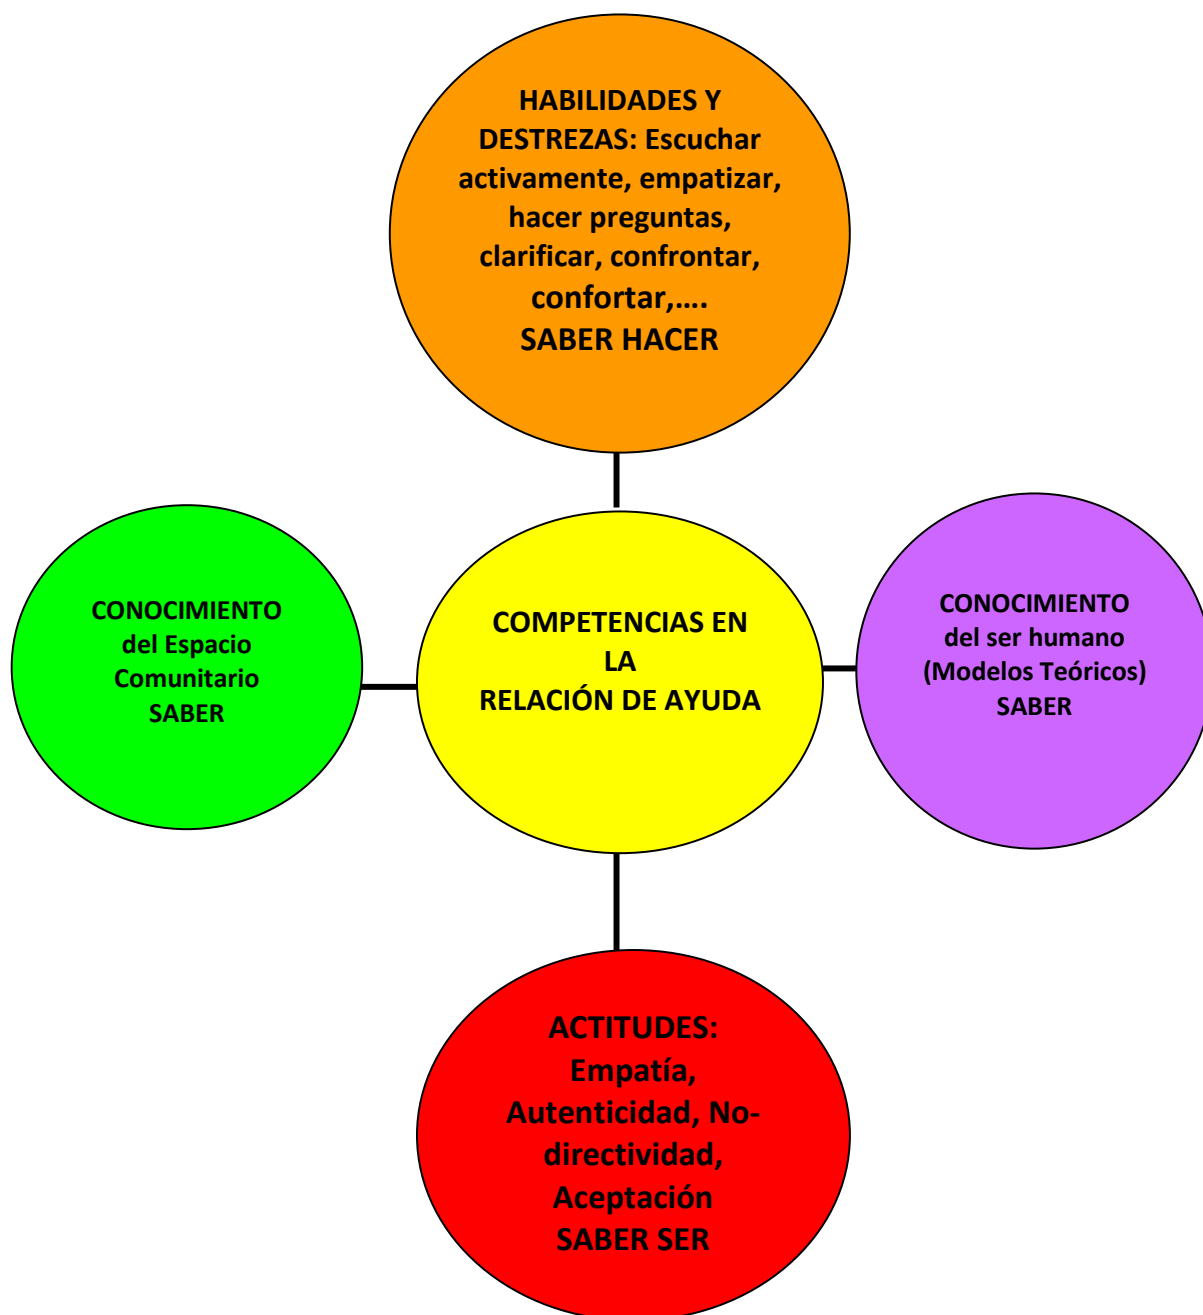 HABILIDADES Y
DESTREZAS: Escuchar
activamente, empatizar,
hacer preguntas,
clarificar, confrontar,
confortar,....
SABER HACER
CONOCIMIENTO
del Espacio
Comunitario
SABER
COMPETENCIAS EN
LA
RELACIÓN DE AYUDA
CONOCIMIENTO
del ser humano
(Modelos Teóricos)
SABER
ACTITUDES:
Empatía,
Autenticidad, No-
directividad,
Aceptación
SABER SER